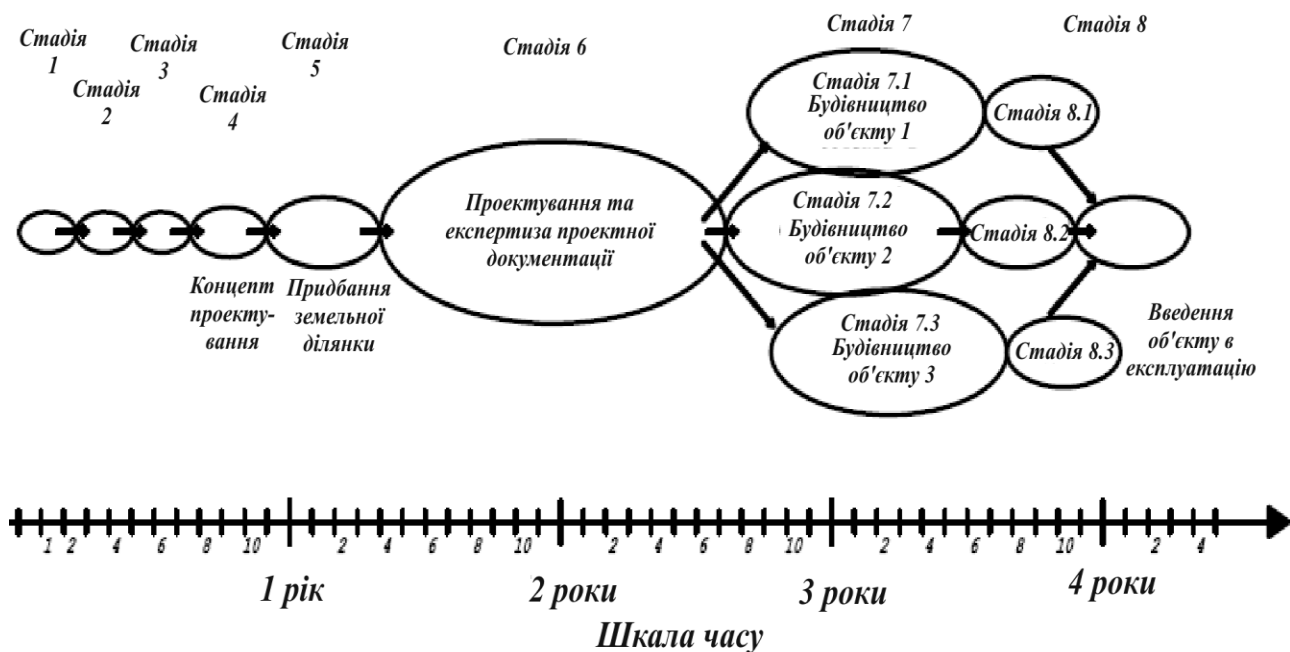 Стадія
1
Стадія
2
Стадія
3
Стадія
4
Стадія
5
Стадія 6
Стадія 7
Стадія 8
Стадія 7.1
Будівництво
об'єкту 1
Стадія 8.1
Проектування та
експертиза проектної
документації
Стадія 7.2
Будівництво
об'єкту 2
Стадія 8.2
Концепт
проекту-
вання
Придбання
земельної
ділянки
Стадія 7.3
Будівництво
об'єкту 3
Стадія 8.3
Введення
об'єкту в
експлуатацію
1 2 4 6 8 10 2 4 6 8 10 2 4 6 8 10 2 4 6 8 10 2 4
1 рік 2 роки 3 роки 4 роки
Шкала часу